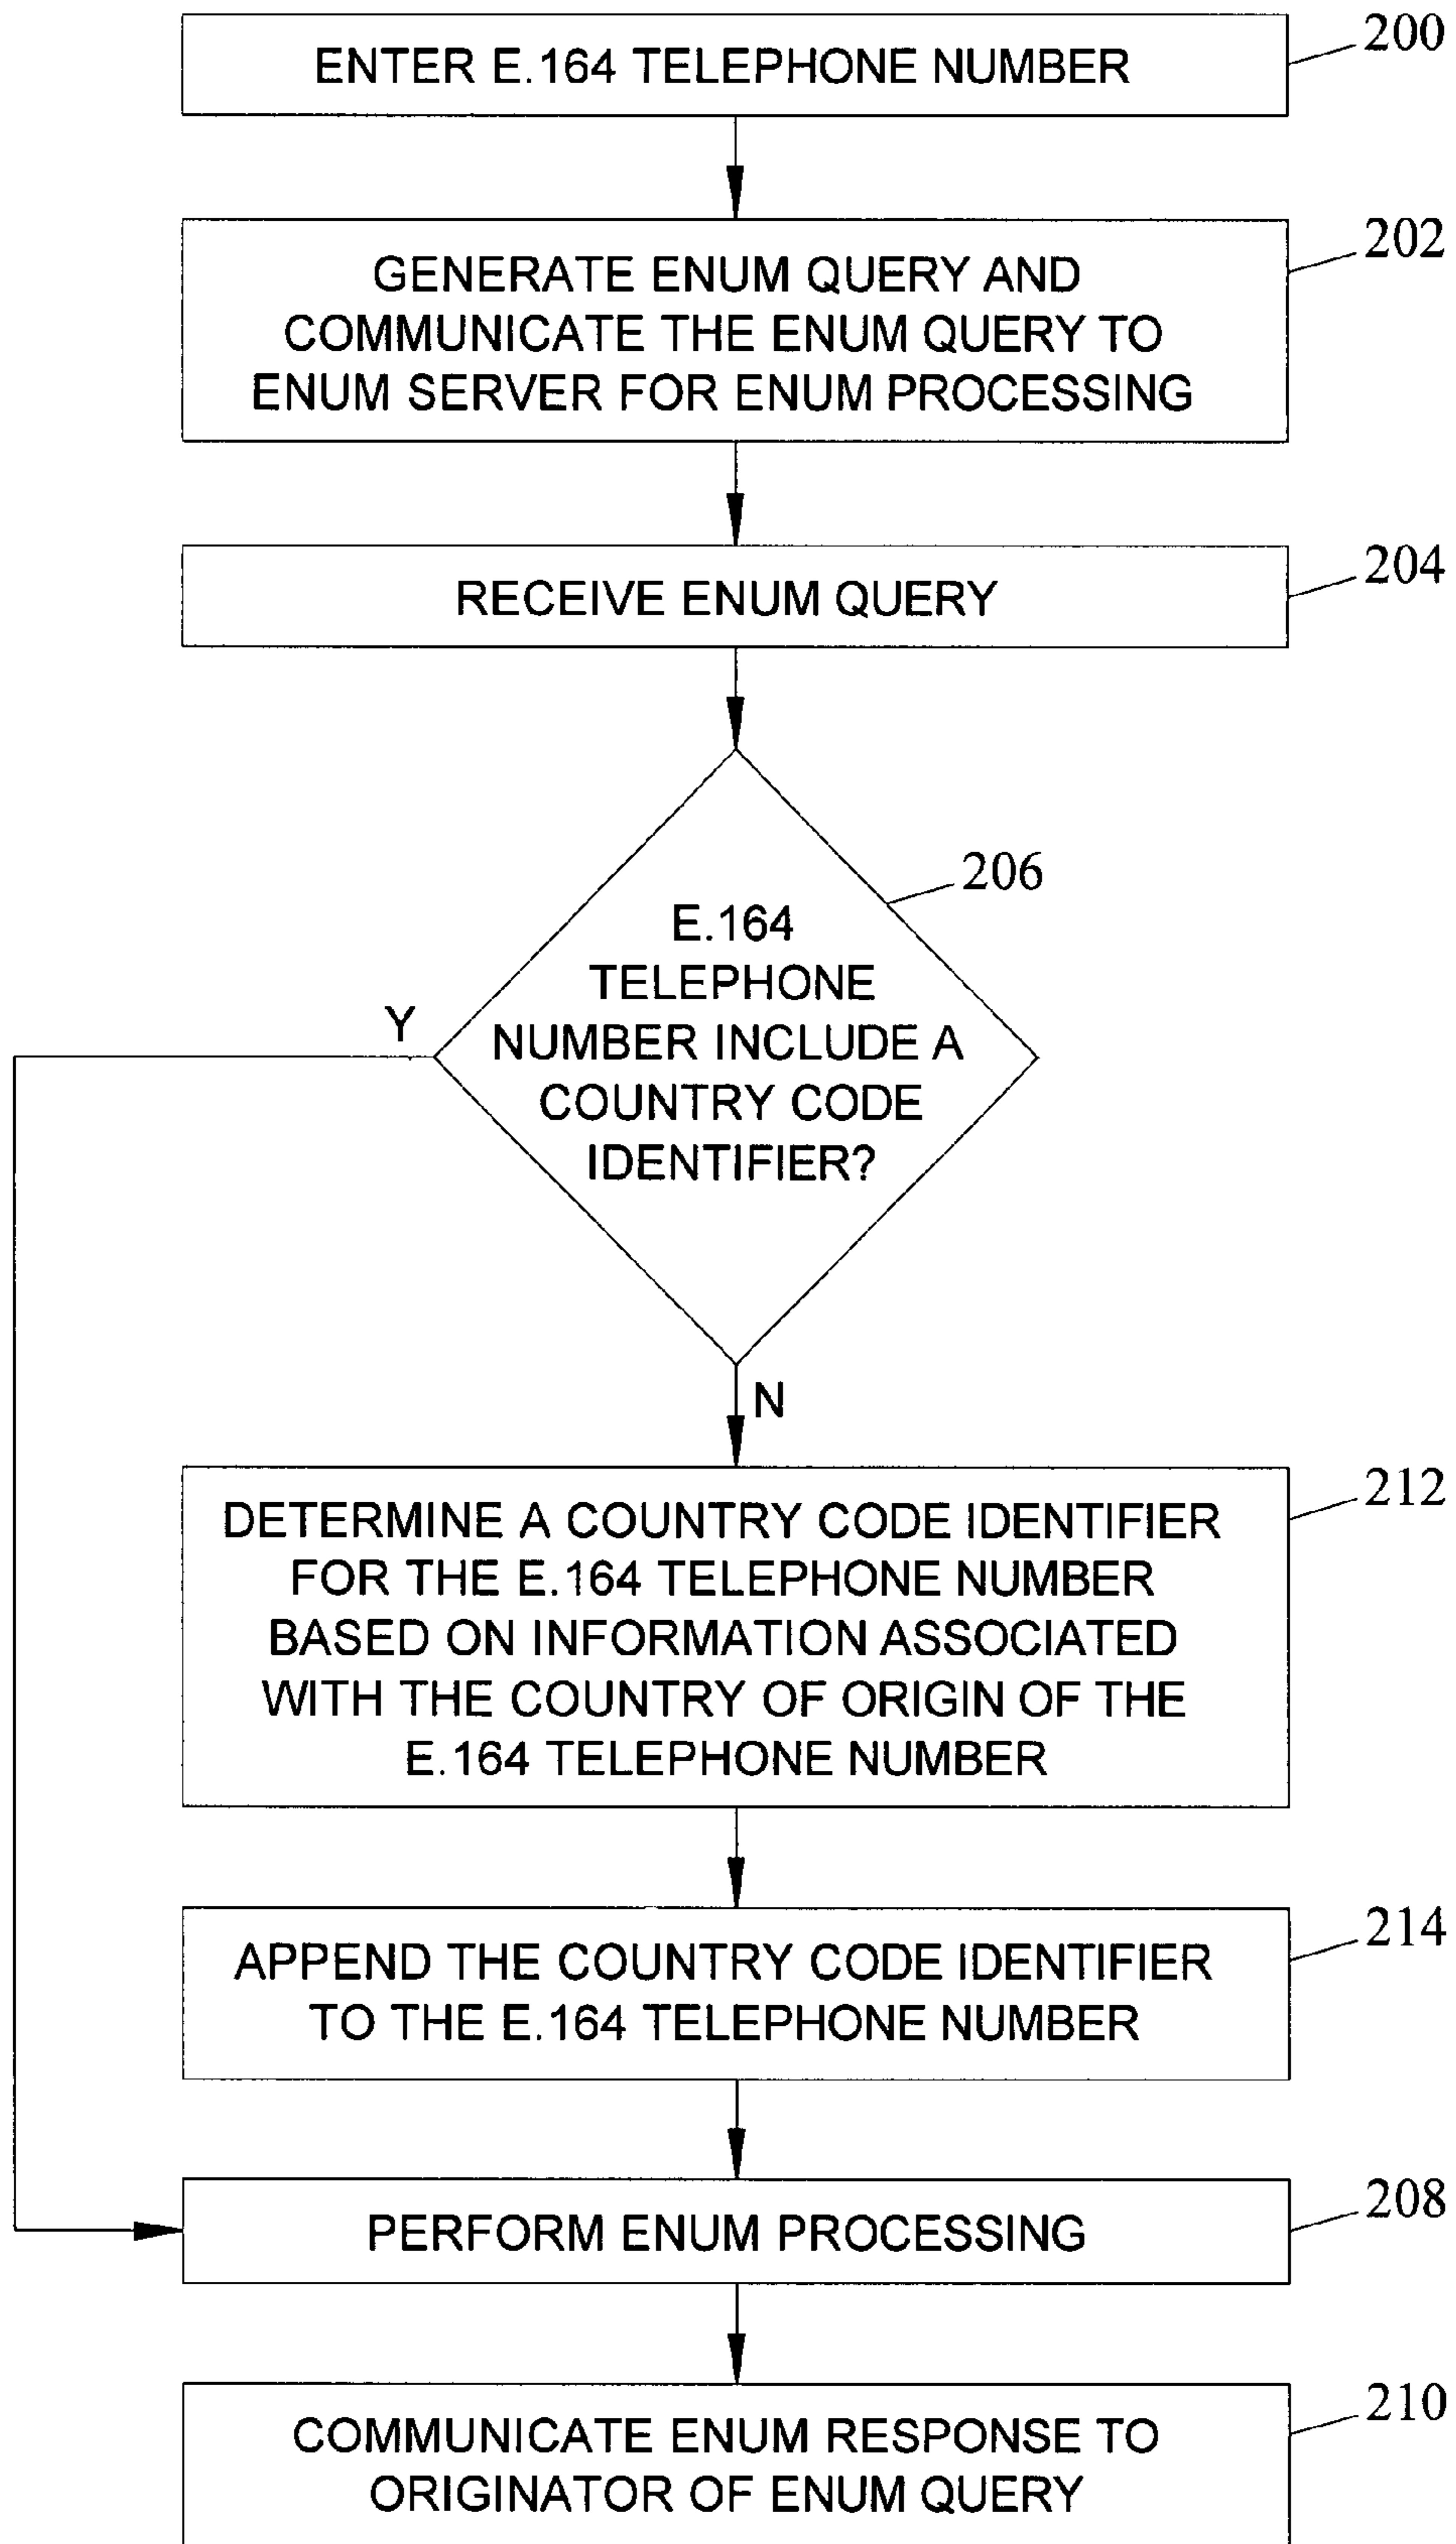 ENTER E.164 TELEPHONE NUMBER
200
GENERATE ENUM QUERY AND
COMMUNICATE THE ENUM QUERY TO
ENUM SERVER FOR ENUM PROCESSING
202
RECEIVE ENUM QUERY
204
206
E.164
TELEPHONE
NUMBER INCLUDE A
COUNTRY CODE
IDENTIFIER?
Y
N
DETERMINE A COUNTRY CODE IDENTIFIER
FOR THE E.164 TELEPHONE NUMBER
BASED ON INFORMATION ASSOCIATED
WITH THE COUNTRY OF ORIGIN OF THE
E.164 TELEPHONE NUMBER
212
APPEND THE COUNTRY CODE IDENTIFIER
TO THE E.164 TELEPHONE NUMBER
214
PERFORM ENUM PROCESSING
208
COMMUNICATE ENUM RESPONSE TO
ORIGINATOR OF ENUM QUERY
210